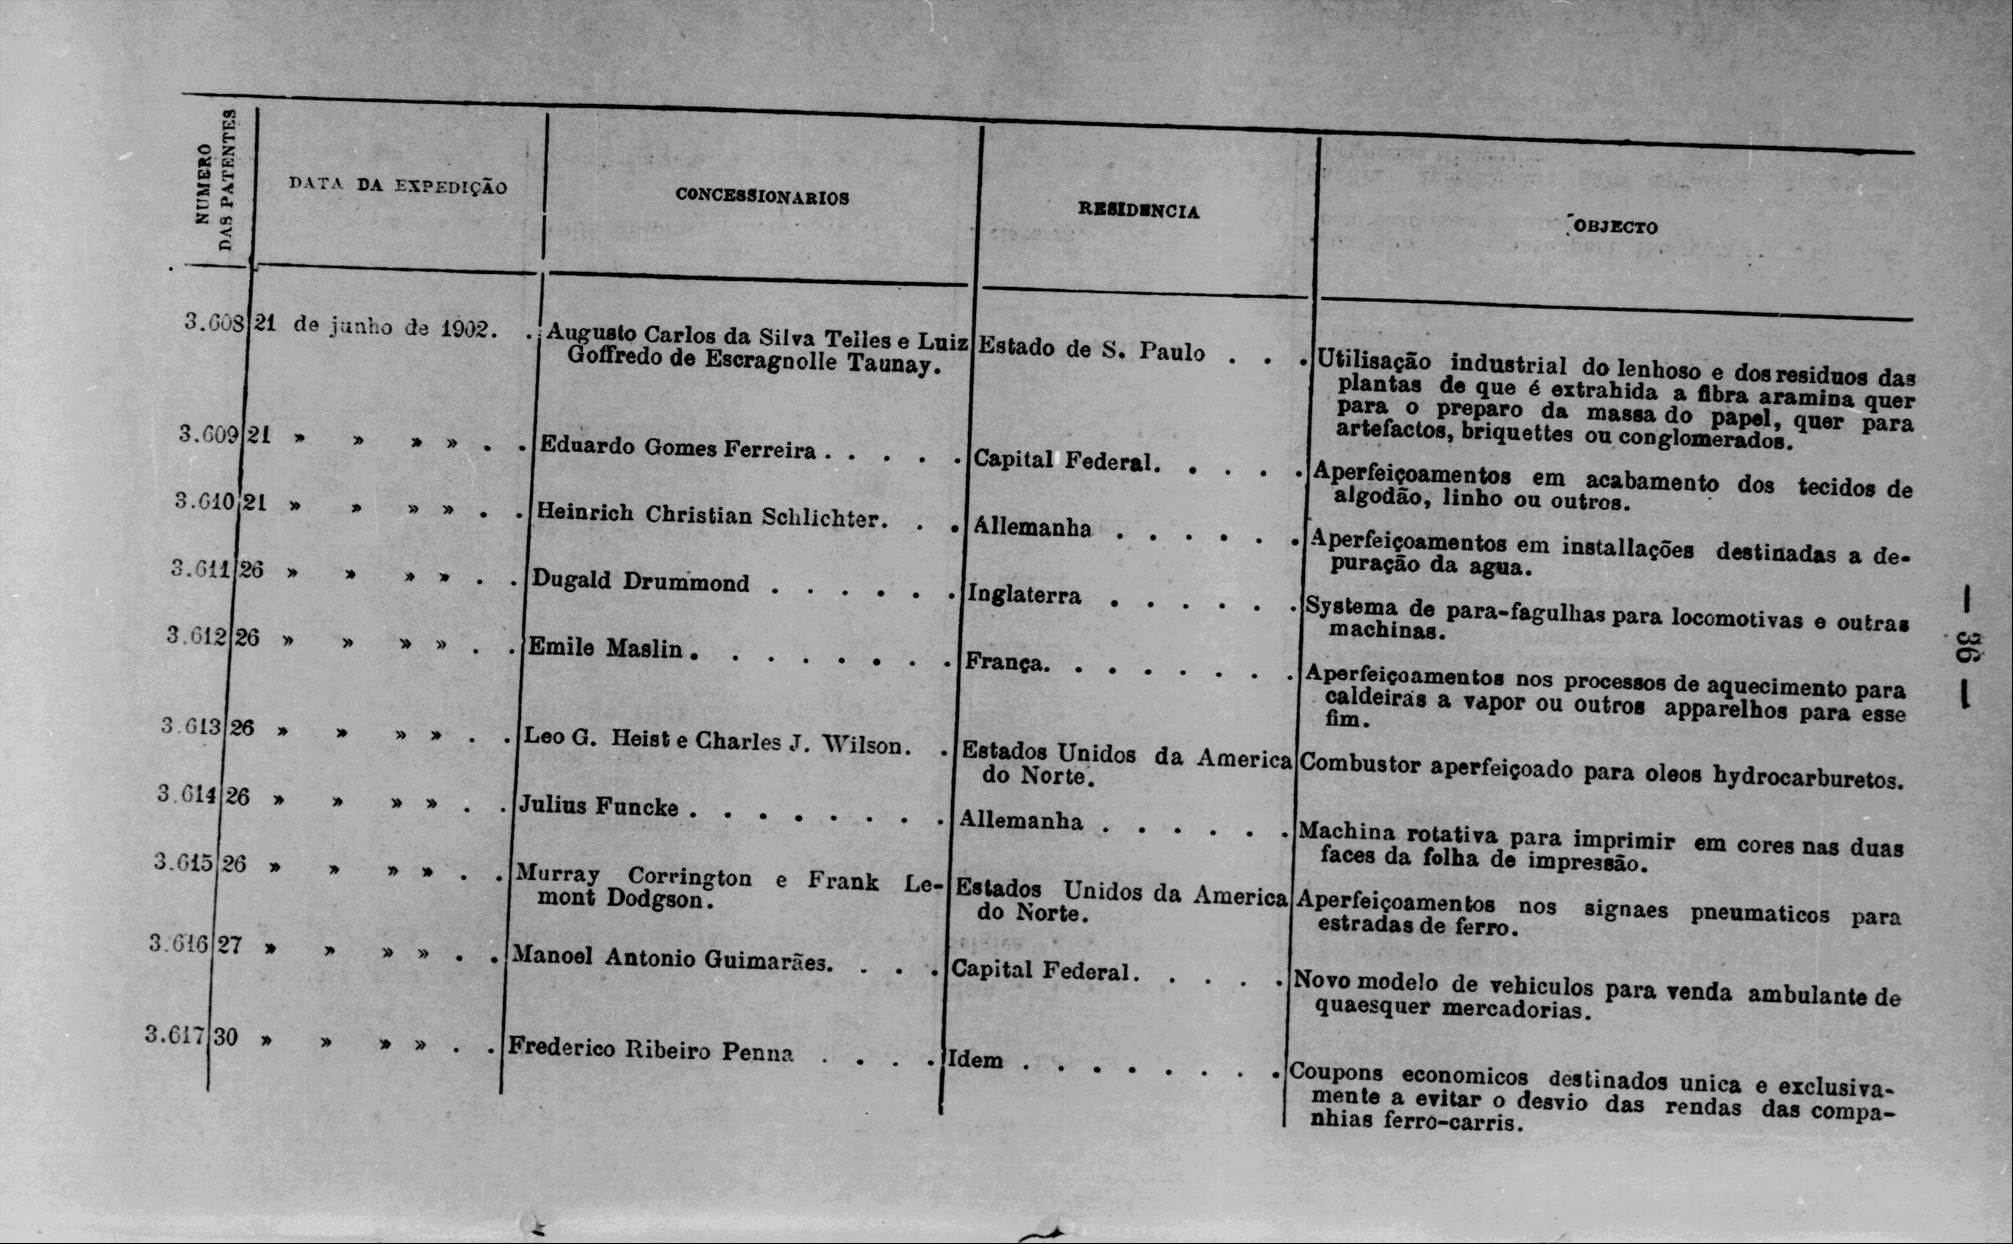 NUMERO DAS PATENTES
DATA DA EXPEDIÇÃO
CONCESSIONARIOS
RESIDENCIA
OBJECTO
3.608 21 de junho de 1902. . Augusto Carlos da Silva Telles e Luiz Estado de S. Paulo . . . Utilisação industrial do lenhoso e dos residuos das
Goffredo de Escragnolle Taunay. plantas de que é extrahida a fibra aramina quer
para o preparo da massa do papel, quer para
artefactos, briquettes ou conglomerados.
3.609 21 » » » » . . Eduardo Gomes Ferreira . . . . . Capital Federal. . . . . Aperfeiçoamentos em acabamento dos tecidos de
algodão, linho ou outros.
3.610 21 » » » » . . Heinrich Christian Schlichter. . . Allemanha . . . . . . Aperfeiçoamentos em installações destinadas a de-
puração da agua.
3.611 26 » » » » . . Dugald Drummond . . . . . . Inglaterra . . . . . . Systema de para-fagulhas para locomotivas e outras
machinas.
3.612 26 » » » » . . Emile Maslin . . . . . . . . França. . . . . . . . Aperfeiçoamentos nos processos de aquecimento para
caldeiras a vapor ou outros apparelhos para esse
fim.
3.613 26 » » » » . . Leo G. Heist e Charles J. Wilson. . Estados Unidos da America Combustor aperfeiçoado para oleos hydrocarburetos.
do Norte.
3.614 26 » » » » . . Julius Funcke . . . . . . . . Allemanha . . . . . . Machina rotativa para imprimir em cores nas duas
faces da folha de impressão.
3.615 26 » » » » . . Murray Corrington e Frank Le- Estados Unidos da America Aperfeiçoamentos nos signaes pneumaticos para
mont Dodgson. do Norte. estradas de ferro.
3.616 27 » » » » . . Manoel Antonio Guimarães. . . . Capital Federal. . . . . Novo modelo de vehiculos para venda ambulante de
quaesquer mercadorias.
3.617 30 » » » » . . Frederico Ribeiro Penna . . . . Idem . . . . . . . . Coupons economicos destinados unica e exclusiva-
mente a evitar o desvio das rendas das compa-
nhias ferro-carris.
— 36 —